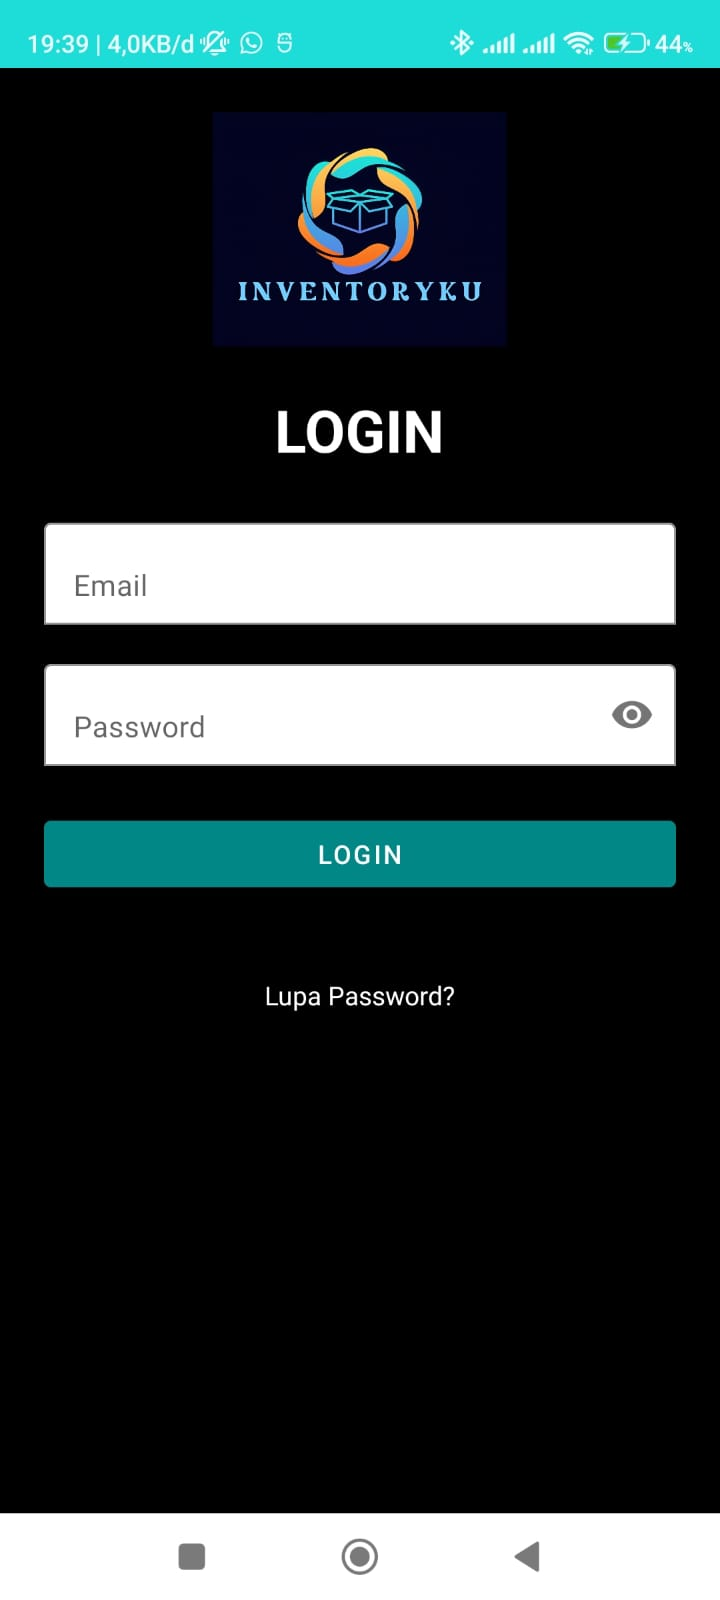 19:39 | 4,0KB/d
44%
INVENTORYKU
LOGIN
Email
Password
LOGIN
Lupa Password?